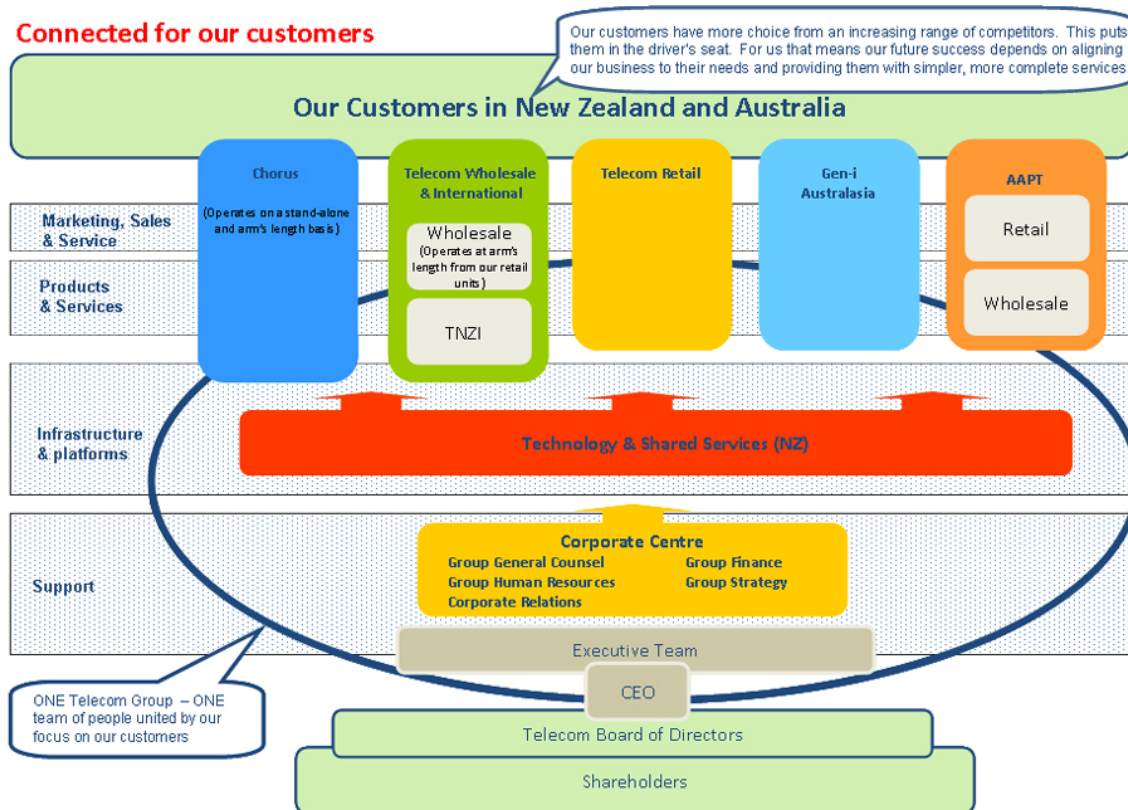 Connected for our customers
Our customers have more choice from an increasing range of competitors.  This puts
them in the driver's seat.  For us that means our future success depends on aligning
our business to their needs and providing them with simpler, more complete services
Our Customers in New Zealand and Australia
Chorus
(Operates on a stand-alone
and arm's length basis)
Telecom Wholesale
& International
Wholesale
(Operates at arm's
length from our retail
units)
TNZI
Telecom Retail
Gen-i
Australasia
AAPT
Retail
Wholesale
Marketing, Sales
& Service
Products
& Services
Infrastructure
& platforms
Technology & Shared Services (NZ)
Support
Corporate Centre
Group General Counsel
Group Human Resources
Corporate Relations
Group Finance
Group Strategy
Executive Team
CEO
ONE Telecom Group – ONE
team of people united by our
focus on our customers
Telecom Board of Directors
Shareholders